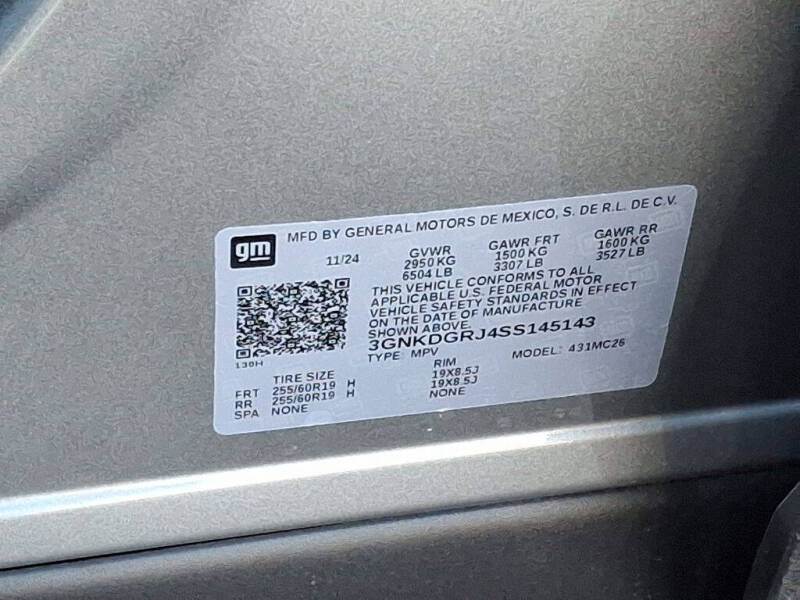 gm MFD BY GENERAL MOTORS DE MEXICO, S. DE R.L. DE C.V.
11/24 GVWR GAWR FRT GAWR RR
2950 KG 1500 KG 1600 KG
6504 LB 3307 LB 3527 LB
THIS VEHICLE CONFORMS TO ALL
APPLICABLE U.S. FEDERAL MOTOR
VEHICLE SAFETY STANDARDS IN EFFECT
ON THE DATE OF MANUFACTURE
SHOWN ABOVE.
3GNKDGRJ4SS145143
TYPE: MPV MODEL: 431MC26
138H
TIRE SIZE RIM
FRT 255/60R19 H 19X8.5J
RR 255/60R19 H 19X8.5J
SPA NONE NONE